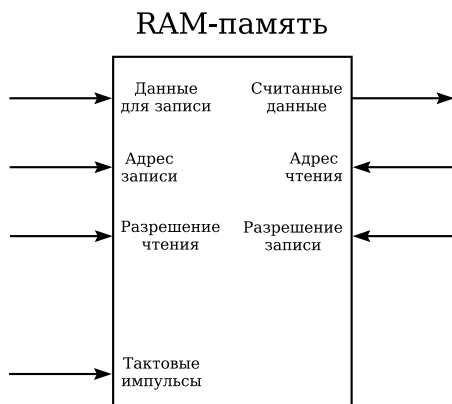 RAM-память
Данные
для записи
Считанные
данные
Адрес
записи
Адрес
чтения
Разрешение
чтения
Разрешение
записи
Тактовые
импульсы